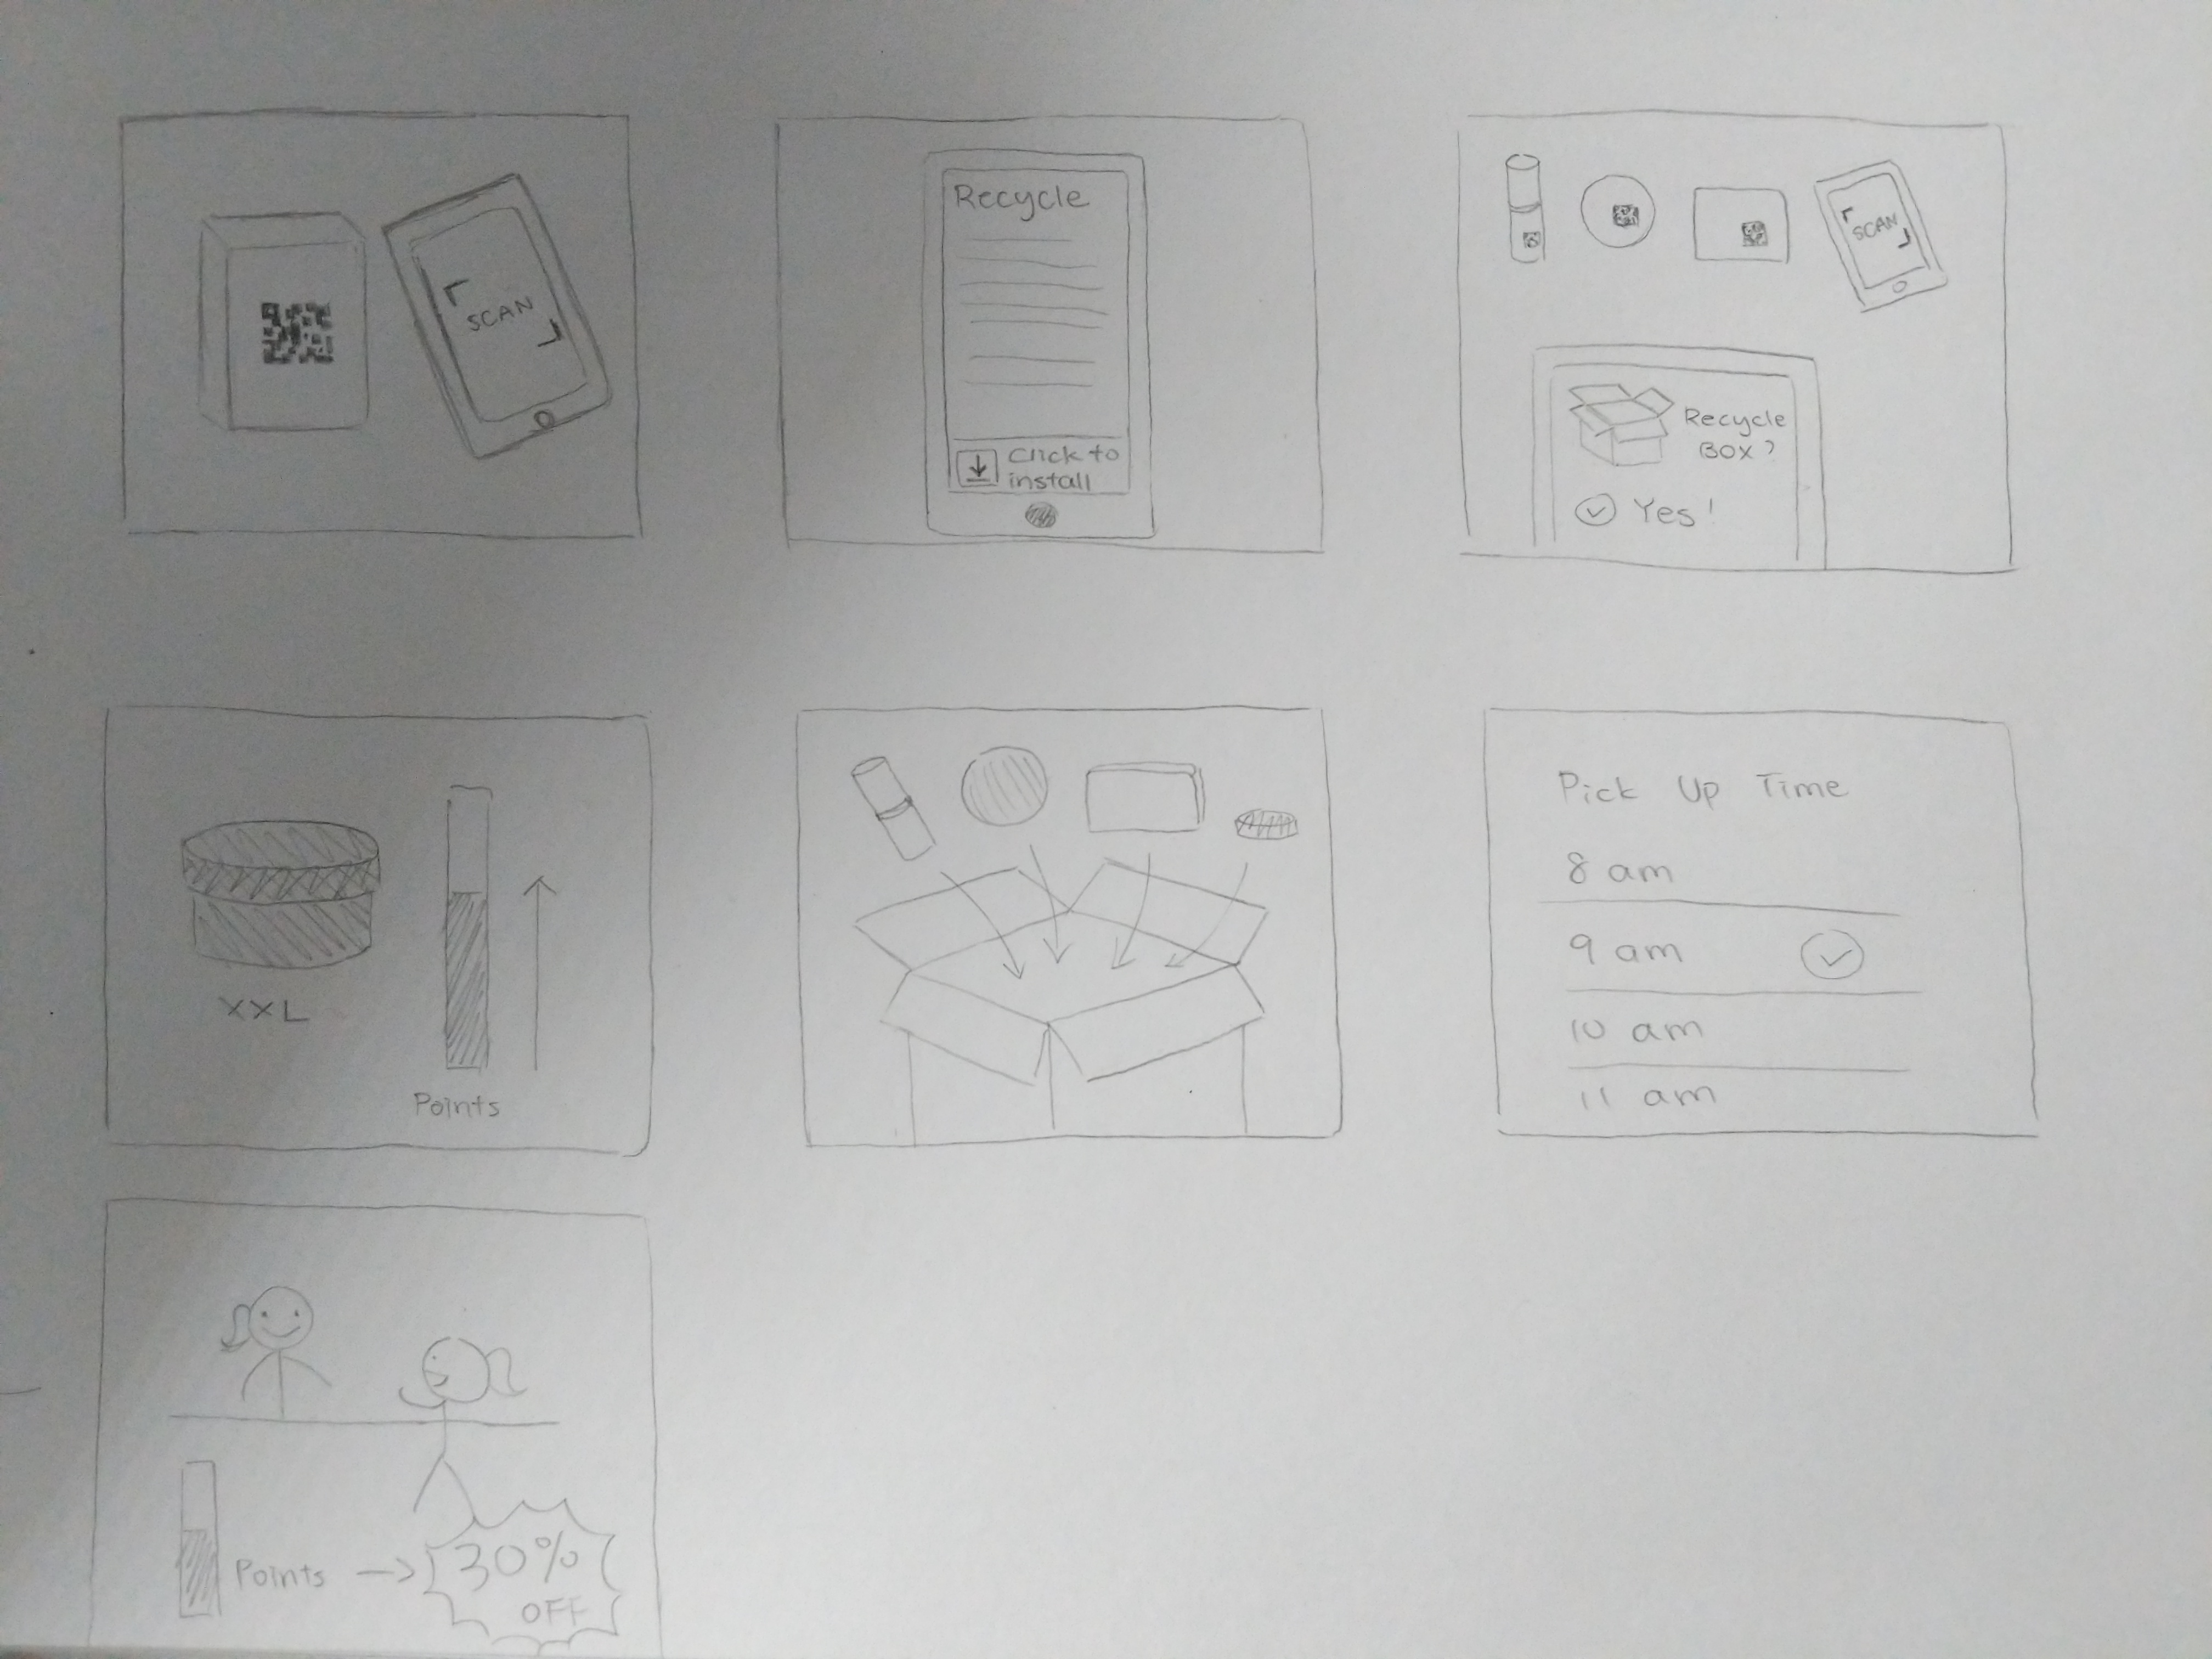 SCAN
Recycle
Click to
install
SCAN
Recycle
Box?
Yes!
XXL
Points
Pick Up Time
8 am
9 am
10 am
11 am
Points → 30%
OFF